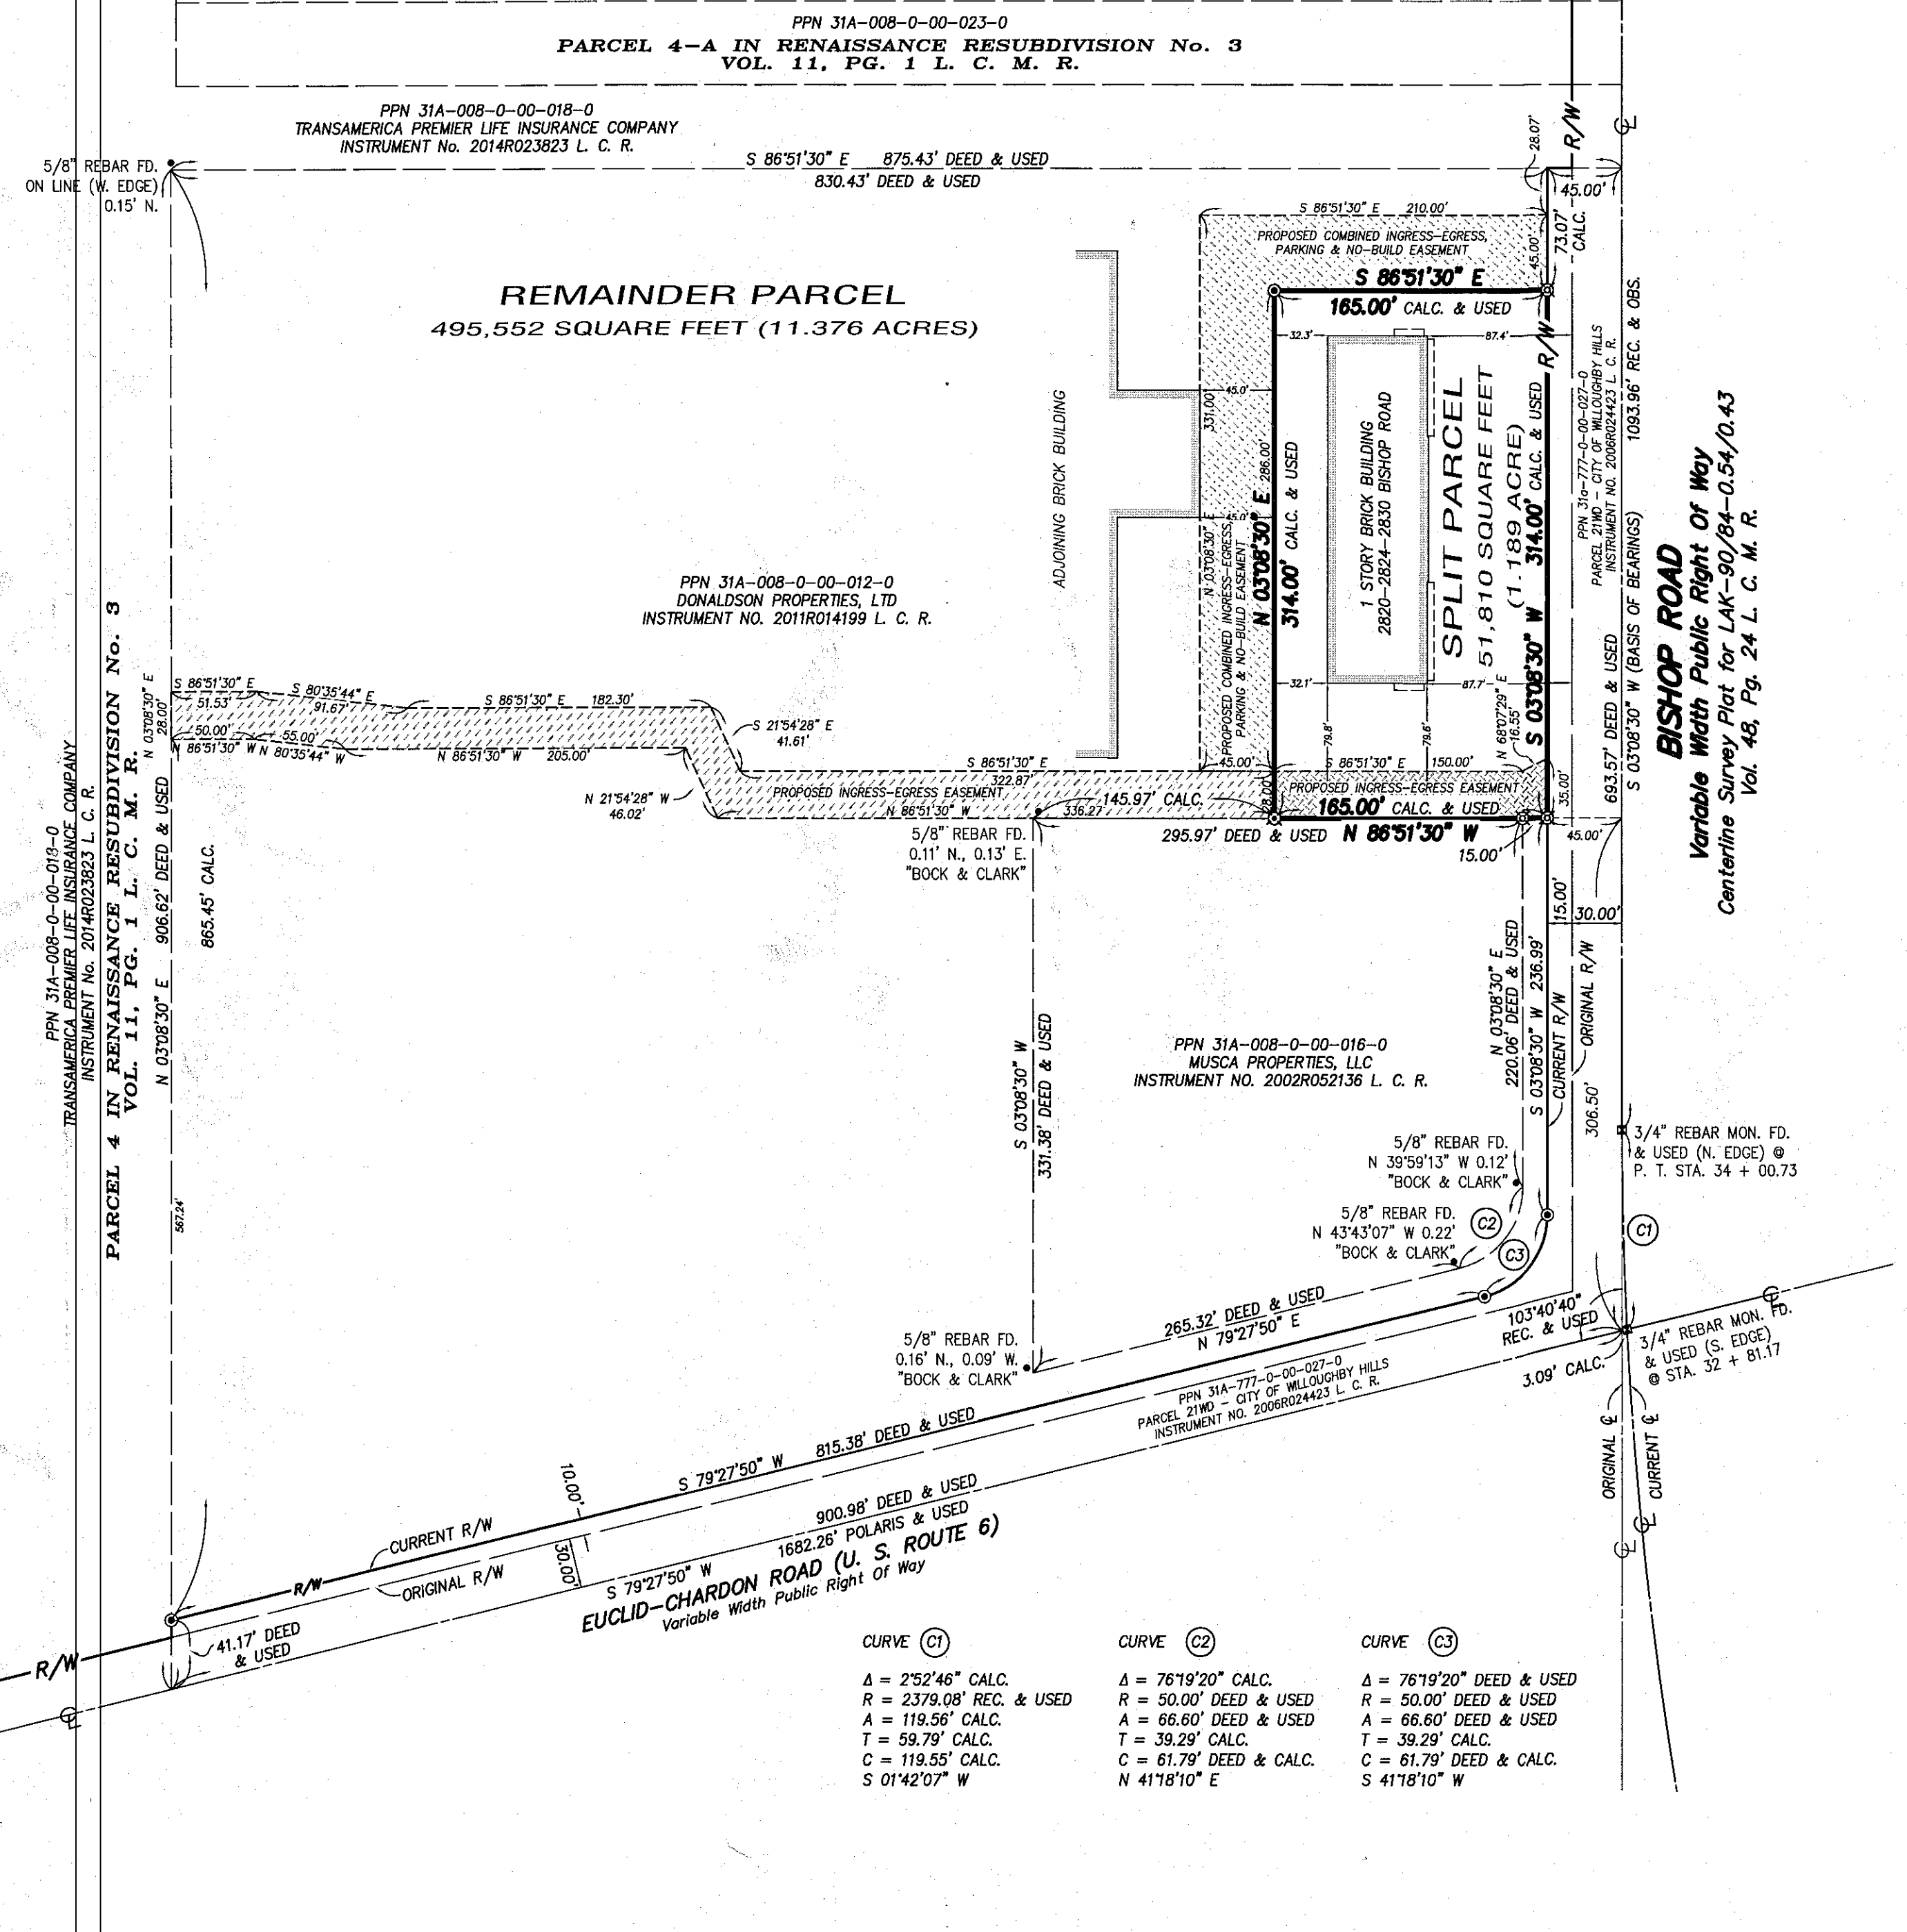 PPN 31A-008-0-00-023-0
PARCEL 4-A IN RENAISSANCE RESUBDIVISION No. 3
VOL. 11, PG. 1 L. C. M. R.
PPN 31A-008-0-00-018-0
TRANSAMERICA PREMIER LIFE INSURANCE COMPANY
INSTRUMENT No. 2014R023823 L. C. R.
5/8" REBAR FD.
ON LINE (W. EDGE)
0.15' N.
S 86°51'30" E 875.43' DEED & USED
830.43' DEED & USED
28.07'
R/W
℄
45.00'
73.07'
CALC.
S 86°51'30" E 210.00'
PROPOSED COMBINED INGRESS-EGRESS,
PARKING & NO-BUILD EASEMENT
45.00'
S 86°51'30" E
165.00' CALC. & USED
REMAINDER PARCEL
495,552 SQUARE FEET (11.376 ACRES)
32.3'
87.4'
R/W
ADJOINING BRICK BUILDING
45.0'
331.00'
45.0'
N 03°08'30" E
PROPOSED COMBINED INGRESS-EGRESS,
PARKING & NO-BUILD EASEMENT
45.00'
286.00'
N 03°08'30" E
314.00' CALC. & USED
1 STORY BRICK BUILDING
2820-2824-2830 BISHOP ROAD
SPLIT PARCEL
51,810 SQUARE FEET
(1.189 ACRE)
S 03°08'30" W 314.00' CALC. & USED
32.1'
87.7'
79.8'
79.6'
N 68°07'29" E
16.55'
PPN 31a-777-0-00-027-0
PARCEL 21WD - CITY OF WILLOUGHBY HILLS
INSTRUMENT NO. 2006R024423 L. C. R.
693.57' DEED & USED
S 03°08'30" W (BASIS OF BEARINGS) 1093.96' REC. & OBS.
BISHOP ROAD
Variable Width Public Right Of Way
Centerline Survey Plat for LAK-90/84-0.54/0.43
Vol. 48, Pg. 24 L. C. M. R.
PPN 31A-008-0-00-012-0
DONALDSON PROPERTIES, LTD
INSTRUMENT NO. 2011R014199 L. C. R.
PPN 31A-008-0-00-018-0
TRANSAMERICA PREMIER LIFE INSURANCE COMPANY
INSTRUMENT No. 2014R023823 L. C. R.
PARCEL 4 IN RENAISSANCE RESUBDIVISION No. 3
VOL. 11, PG. 1 L. C. M. R.
N 03°08'30" E
28.00'
N 03°08'30" E 906.62' DEED & USED
865.45' CALC.
567.24'
S 86°51'30" E
51.53'
S 80°35'44" E
91.67'
S 86°51'30" E 182.30'
50.00'
N 86°51'30" W
55.00'
N 80°35'44" W
N 86°51'30" W 205.00'
S 21°54'28" E
41.61'
N 21°54'28" W
46.02'
S 86°51'30" E
322.87'
PROPOSED INGRESS-EGRESS EASEMENT
N 86°51'30" W 336.27'
145.97' CALC.
28.00'
S 86°51'30" E 150.00'
PROPOSED INGRESS-EGRESS EASEMENT
165.00' CALC. & USED
35.00'
295.97' DEED & USED N 86°51'30" W
15.00'
45.00'
5/8" REBAR FD.
0.11' N., 0.13' E.
"BOCK & CLARK"
S 03°08'30" W
331.38' DEED & USED
15.00'
30.00'
N 03°08'30" E
220.06' DEED & USED
S 03°08'30" W 236.99'
CURRENT R/W
ORIGINAL R/W
306.50'
PPN 31A-008-0-00-016-0
MUSCA PROPERTIES, LLC
INSTRUMENT NO. 2002R052136 L. C. R.
5/8" REBAR FD.
N 39°59'13" W 0.12'
"BOCK & CLARK"
3/4" REBAR MON. FD.
& USED (N. EDGE) @
P. T. STA. 34 + 00.73
5/8" REBAR FD.
N 43°43'07" W 0.22'
"BOCK & CLARK"
C2
C3
C1
265.32' DEED & USED
N 79°27'50" E
103°40'40"
REC. & USED
℄
3/4" REBAR MON. FD.
& USED (S. EDGE)
@ STA. 32 + 81.17
3.09' CALC.
5/8" REBAR FD.
0.16' N., 0.09' W.
"BOCK & CLARK"
PPN 31A-777-0-00-027-0
PARCEL 21WD - CITY OF WILLOUGHBY HILLS
INSTRUMENT NO. 2006R024423 L. C. R.
S 79°27'50" W 815.38' DEED & USED
ORIGINAL ℄
CURRENT ℄
℄
℄
10.00'
30.00'
900.98' DEED & USED
1682.26' POLARIS & USED
S 79°27'50" W
EUCLID-CHARDON ROAD (U. S. ROUTE 6)
Variable Width Public Right Of Way
CURRENT R/W
R/W
ORIGINAL R/W
41.17' DEED
& USED
R/W
℄
CURVE C1
Δ = 2°52'46" CALC.
R = 2379.08' REC. & USED
A = 119.56' CALC.
T = 59.79' CALC.
C = 119.55' CALC.
S 01°42'07" W
CURVE C2
Δ = 76°19'20" CALC.
R = 50.00' DEED & USED
A = 66.60' DEED & USED
T = 39.29' CALC.
C = 61.79' DEED & CALC.
N 41°18'10" E
CURVE C3
Δ = 76°19'20" DEED & USED
R = 50.00' DEED & USED
A = 66.60' DEED & USED
T = 39.29' CALC.
C = 61.79' DEED & CALC.
S 41°18'10" W